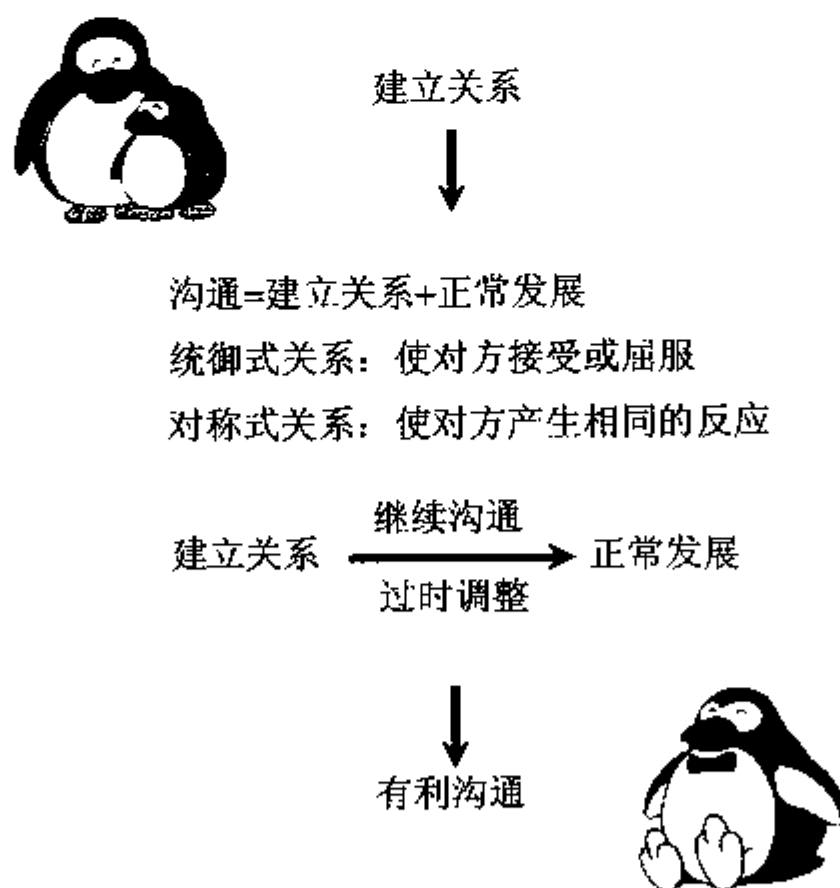 建立关系
沟通=建立关系+正常发展
统御式关系：使对方接受或屈服
对称式关系：使对方产生相同的反应
继续沟通
建立关系 正常发展
过时调整
有利沟通